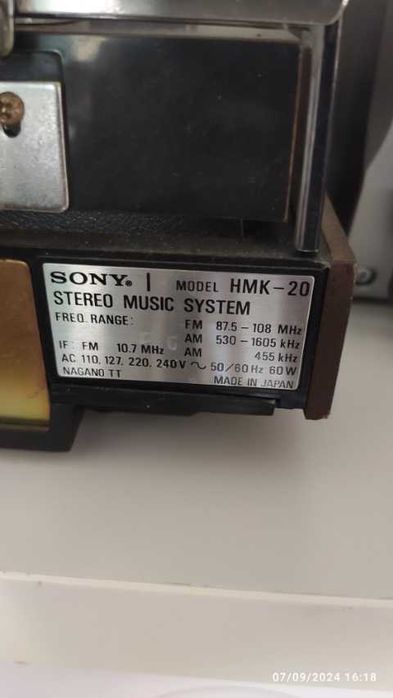 SONY® | MODEL HMK-20
STEREO MUSIC SYSTEM
FREQ. RANGE: FM 87.5 - 108 MHz
AM 530 - 1605 kHz
IF: FM 10.7 MHz AM 455 kHz
AC 110, 127, 220, 240V ~ 50/60 Hz 60W
NAGANO TT MADE IN JAPAN
07/09/2024 16:18